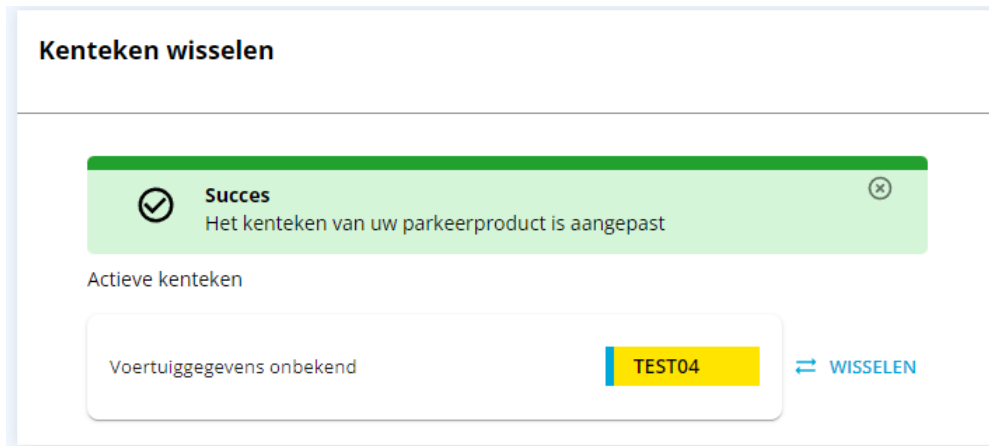 Kenteken wisselen
Succes
Het kenteken van uw parkeerproduct is aangepast
Actieve kenteken
Voertuiggegevens onbekend
TEST04
WISSELEN